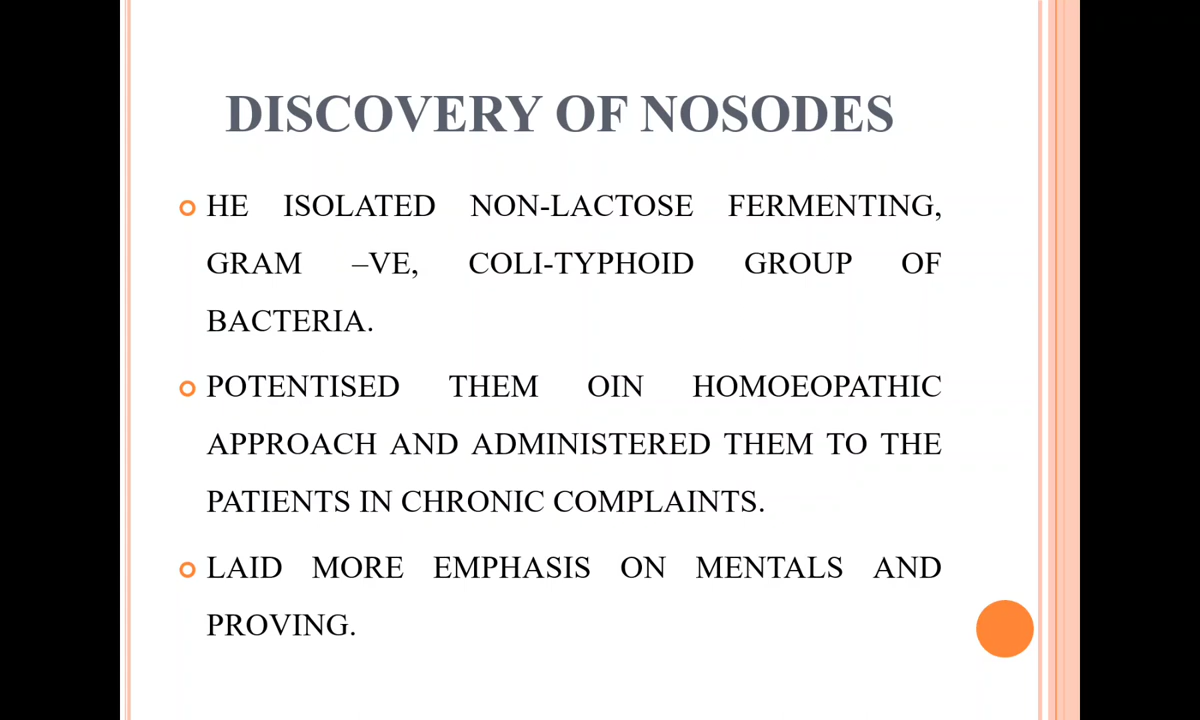 DISCOVERY OF NOSODES
HE ISOLATED NON-LACTOSE FERMENTING,
GRAM –VE, COLI-TYPHOID GROUP OF
BACTERIA.
POTENTISED THEM OIN HOMOEOPATHIC
APPROACH AND ADMINISTERED THEM TO THE
PATIENTS IN CHRONIC COMPLAINTS.
LAID MORE EMPHASIS ON MENTALS AND
PROVING.